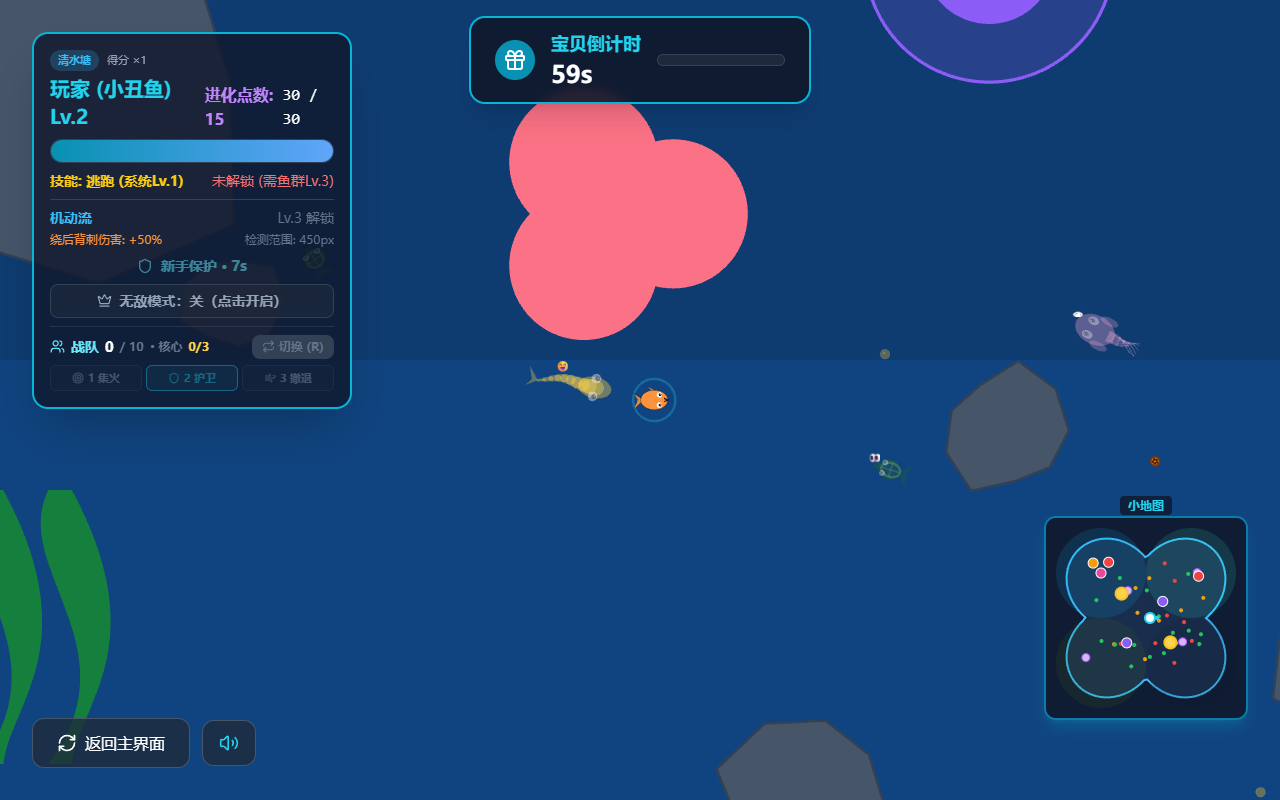 清水塘 得分 ×1
玩家 (小丑鱼) Lv.2
进化点数: 15
30 / 30
技能: 逃跑 (系统Lv.1) 未解锁 (需鱼群Lv.3)
机动流 Lv.3 解锁
绕后背刺伤害: +50% 检测范围: 450px
新手保护 • 7s
无敌模式：关（点击开启）
战队 0 / 10 • 核心 0/3 切换 (R)
1 集火 2 护卫 3 撤退
宝贝倒计时
59s
小地图
返回主界面